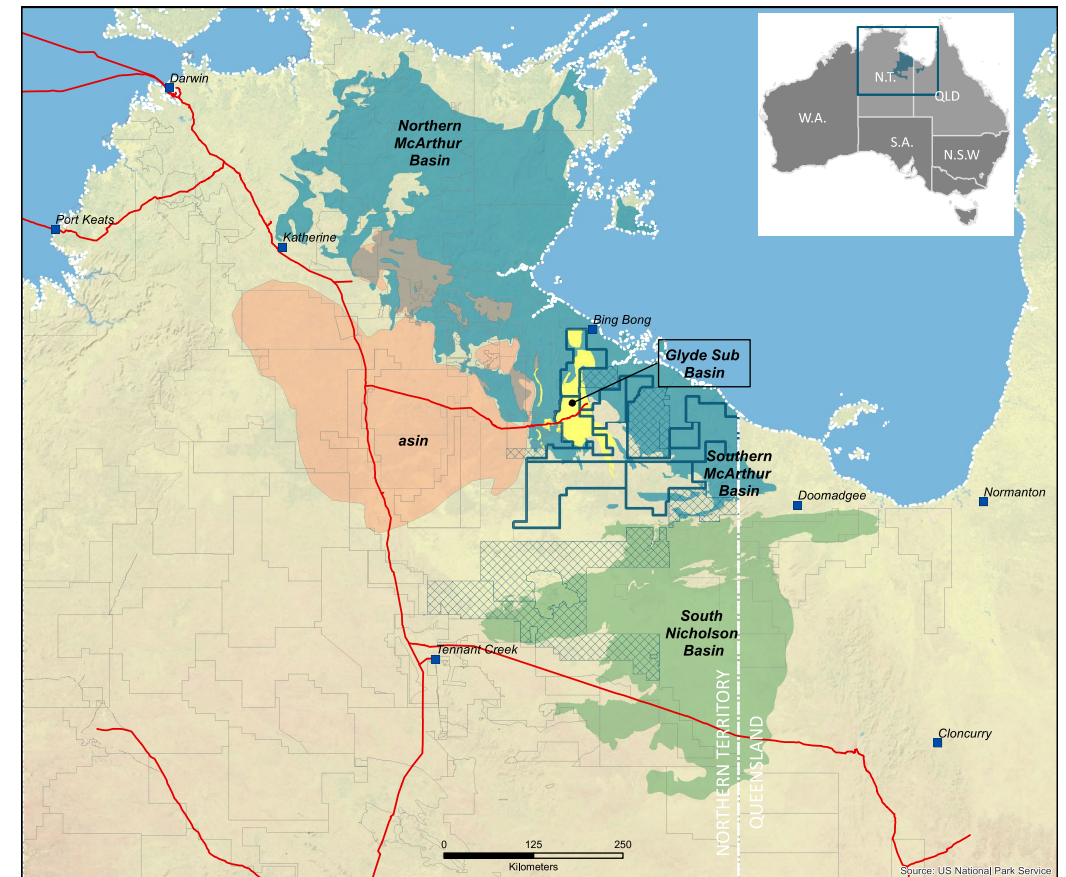 Darwin
Northern
McArthur
Basin
N.T.
QLD
W.A.
S.A.
N.S.W
Port Keats
Katherine
Bing Bong
Glyde Sub
Basin
asin
Southern
McArthur
Basin
Doomadgee
Normanton
South
Nicholson
Basin
Tennant Creek
NORTHERN TERRITORY
QUEENSLAND
Cloncurry
0
125
250
Kilometers
Source: US National Park Service